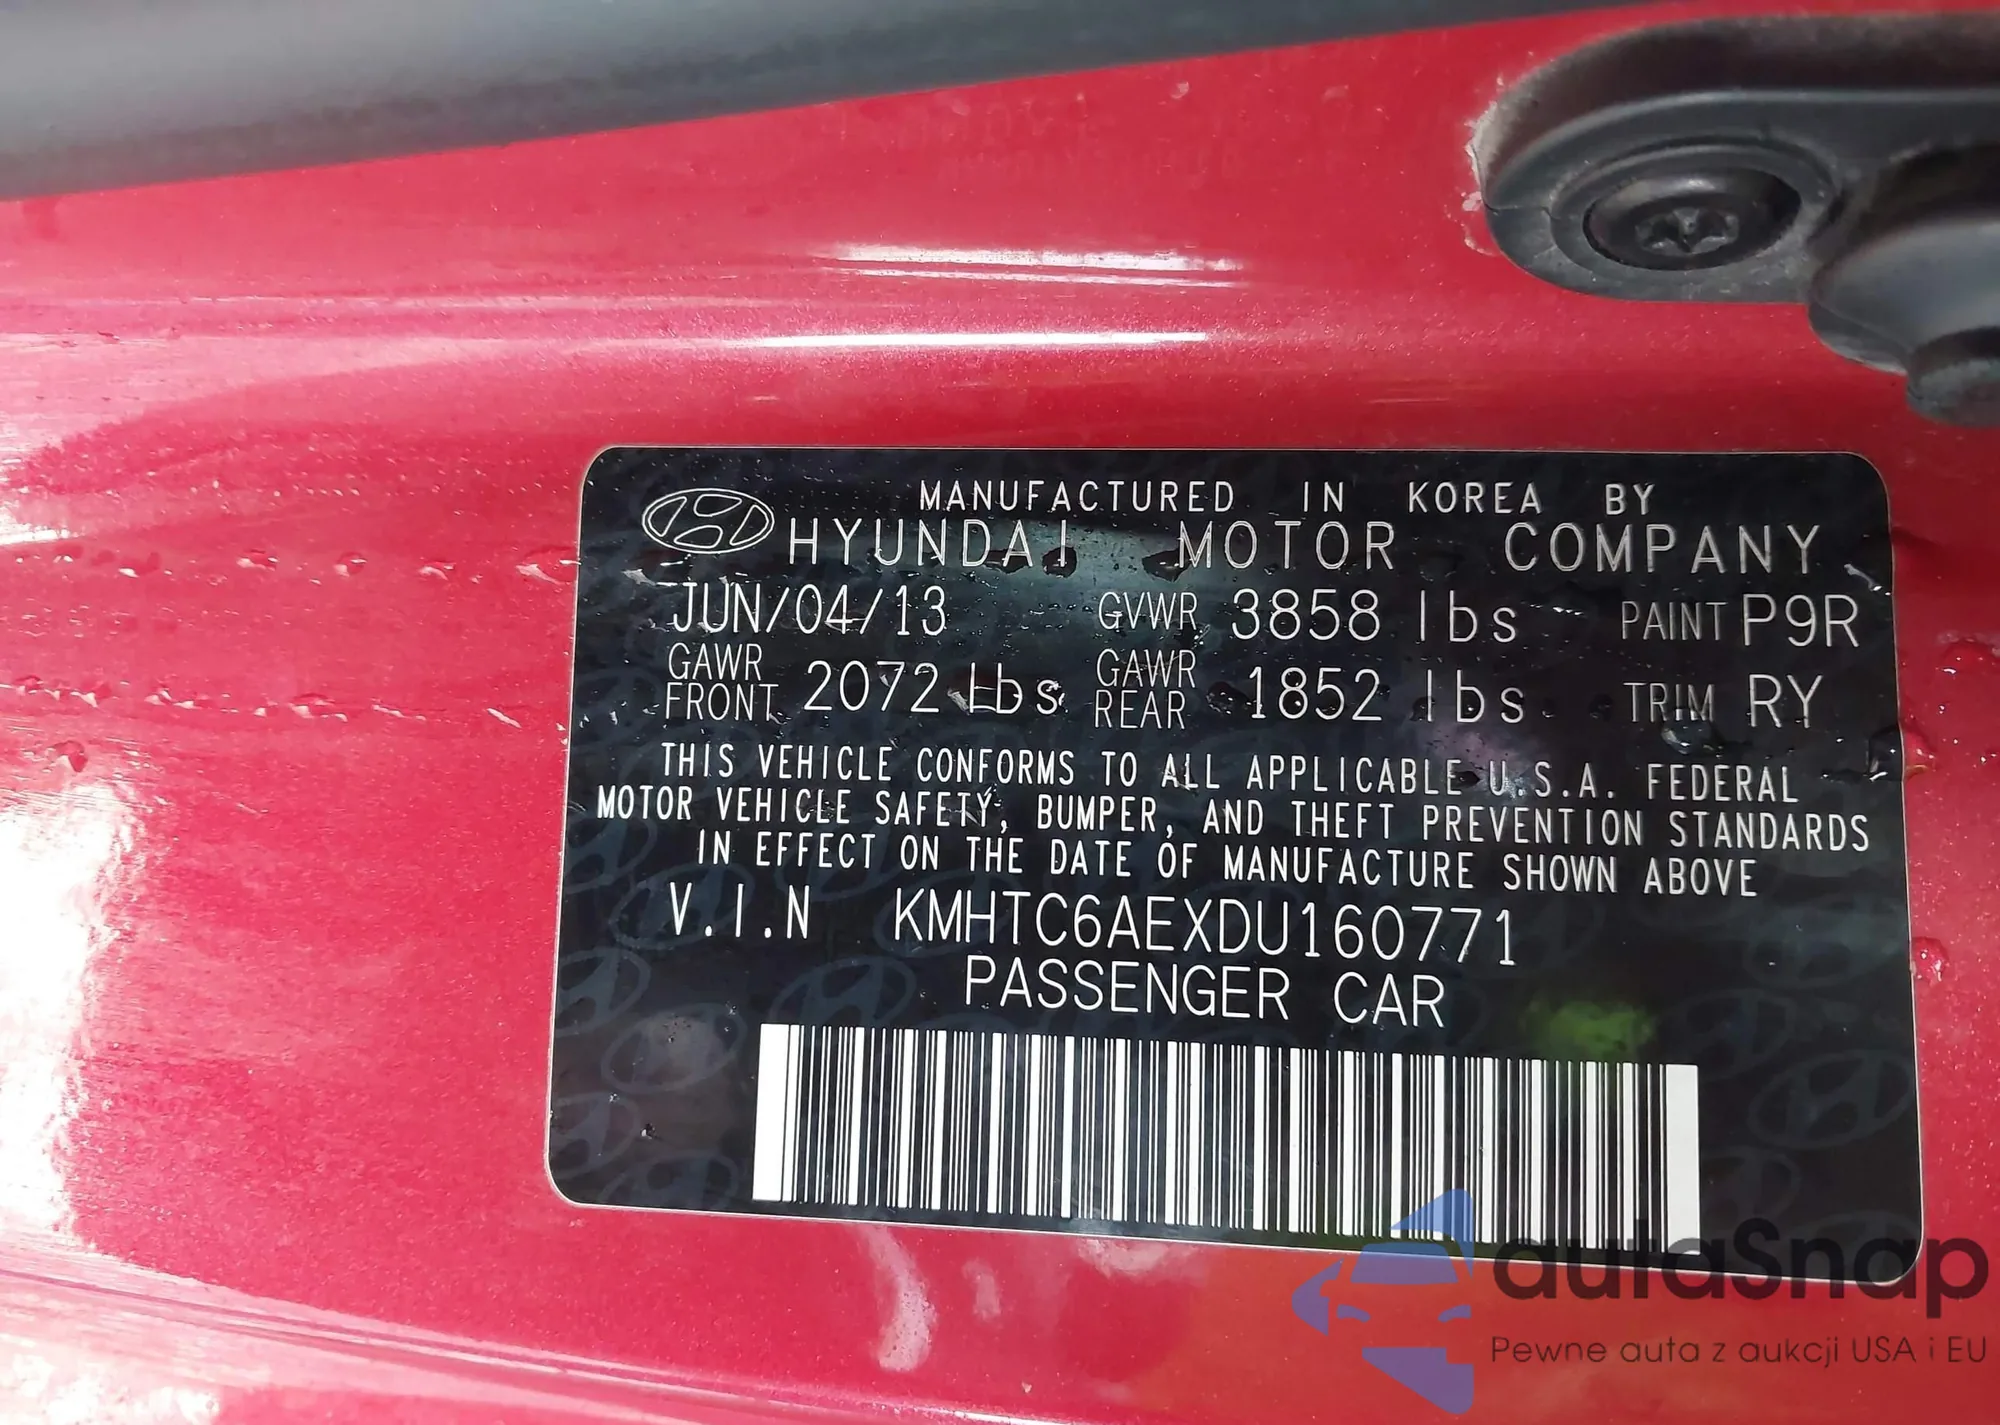 MANUFACTURED IN KOREA BY
HYUNDAI MOTOR COMPANY
JUN/04/13 GVWR 3858 lbs PAINT P9R
GAWR FRONT 2072 lbs GAWR REAR 1852 lbs TRIM RY
THIS VEHICLE CONFORMS TO ALL APPLICABLE U.S.A. FEDERAL
MOTOR VEHICLE SAFETY, BUMPER, AND THEFT PREVENTION STANDARDS
IN EFFECT ON THE DATE OF MANUFACTURE SHOWN ABOVE
V.I.N KMHTC6AEXDU160771
PASSENGER CAR
autaSnap
Pewne auta z aukcji USA i EU